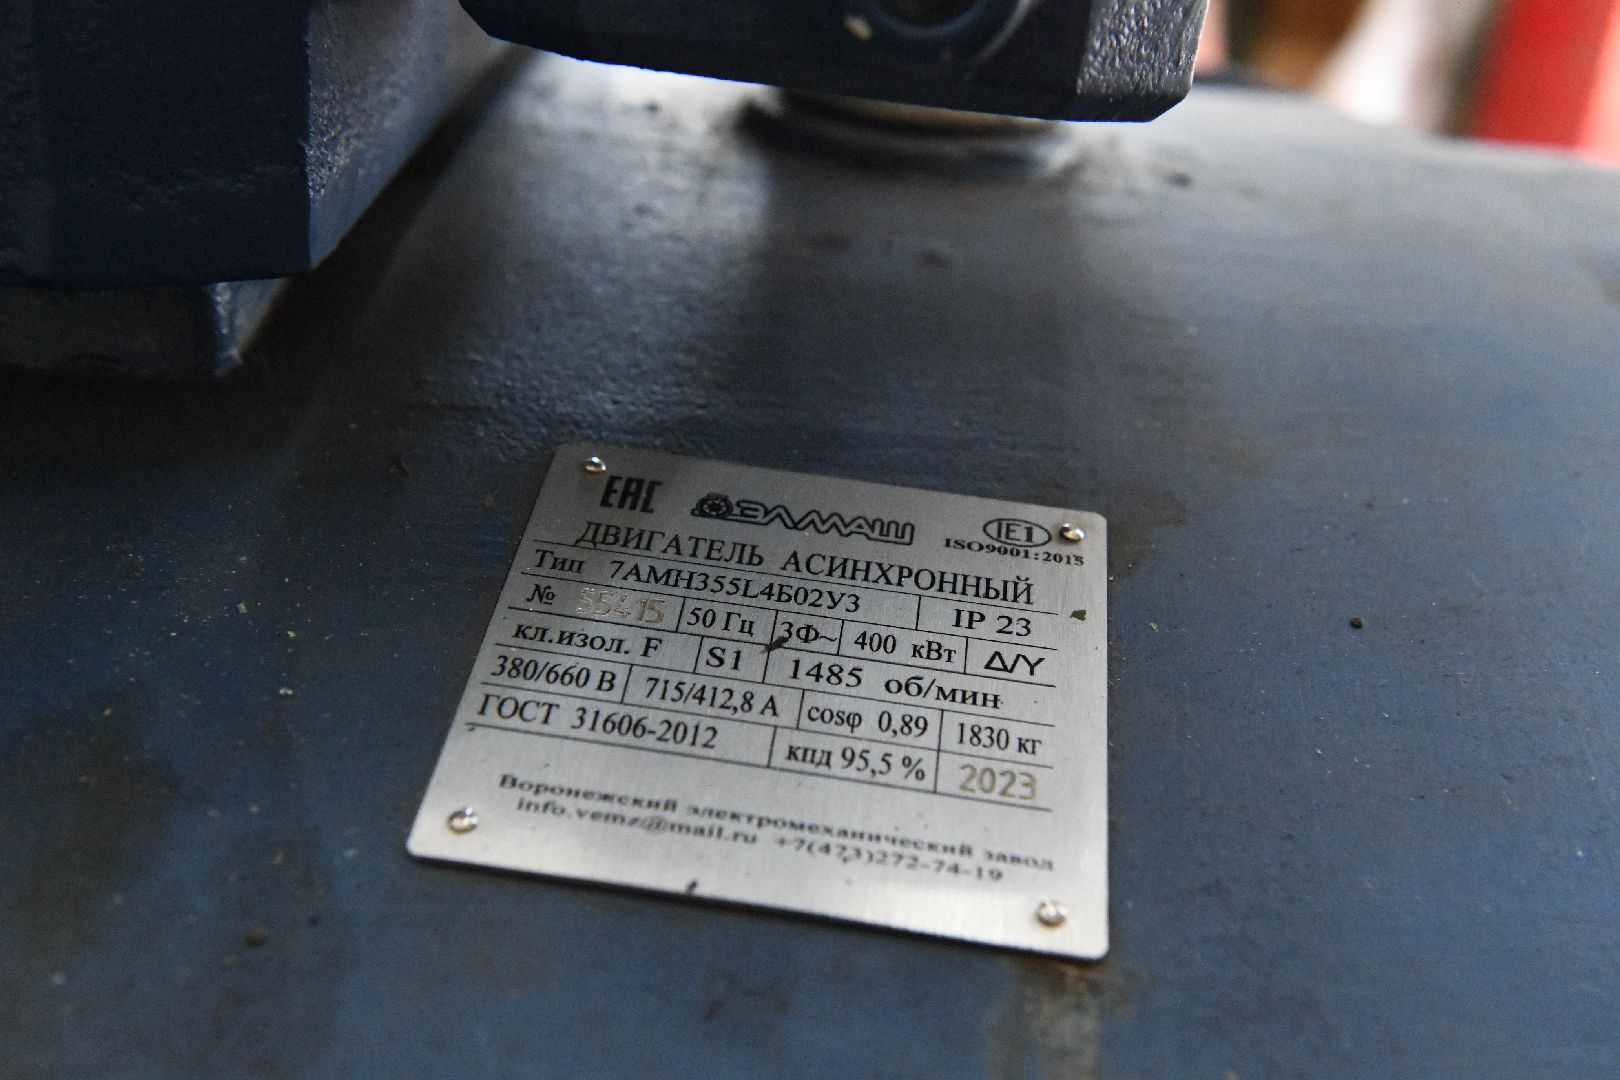 EAC ЭЛМАШ IE1
ISO9001:2015
ДВИГАТЕЛЬ АСИНХРОННЫЙ
Тип 7АМН355L4Б02У3 IP 23
№ 55415 50 Гц 3Ф~ 400 кВт Δ/Y
кл.изол. F S1 1485 об/мин
380/660 В 715/412,8 А cosφ 0,89 1830 кг
ГОСТ 31606-2012 кпд 95,5 % 2023
Воронежский электромеханический завод
info.vemz@mail.ru +7(473)272-74-19